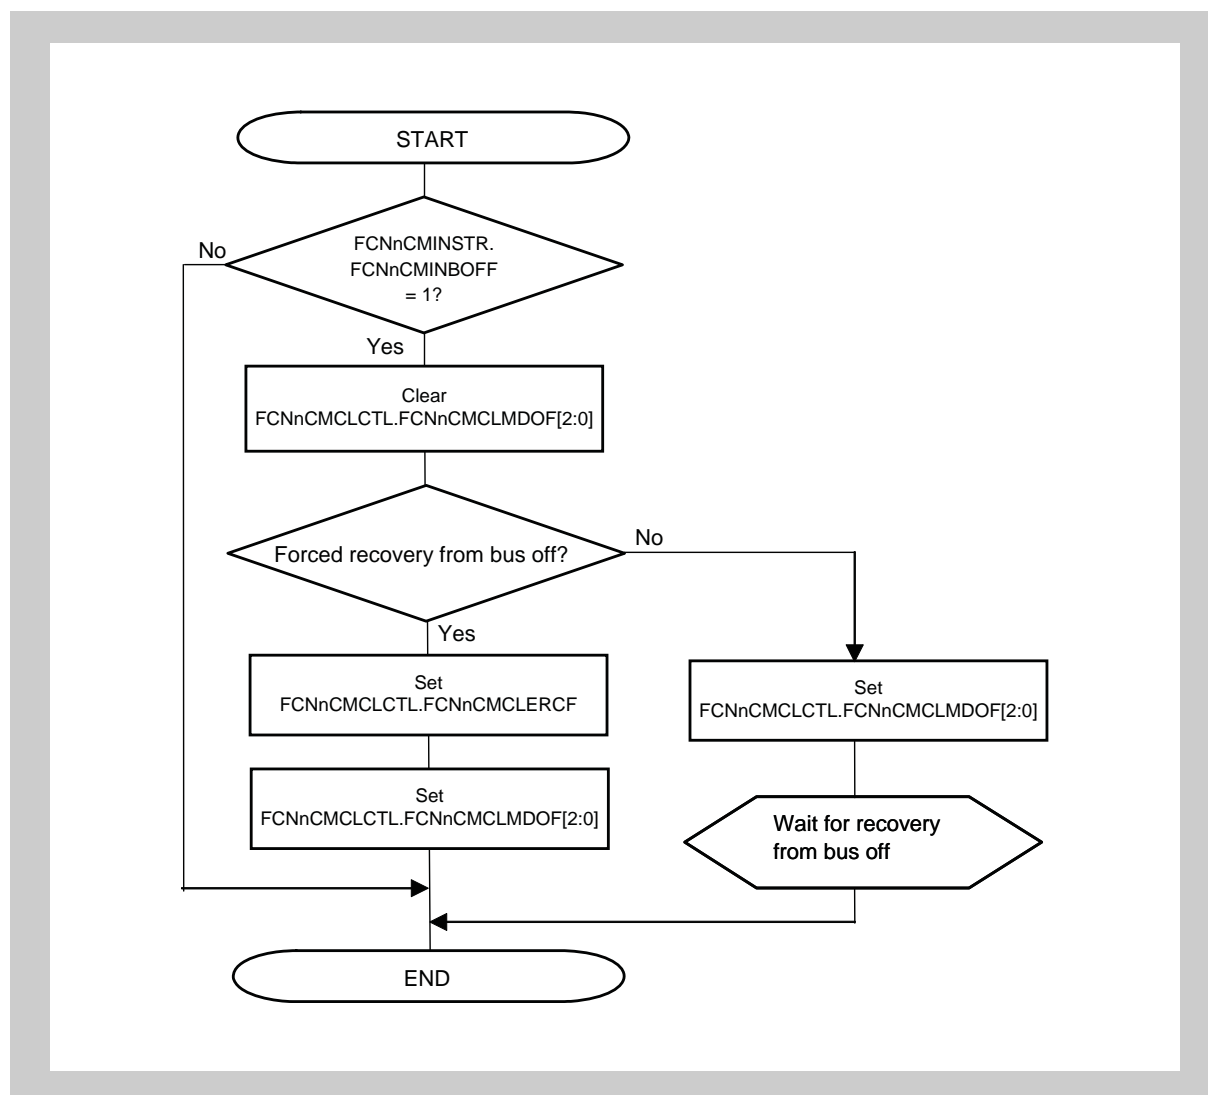 START
No
FCNnCMINSTR.
FCNnCMINBOFF
= 1?
Yes
Clear
FCNnCMCLCTL.FCNnCMCLMDOF[2:0]
Forced recovery from bus off?
No
Yes
Set
FCNnCMCLCTL.FCNnCMCLERCF
Set
FCNnCMCLCTL.FCNnCMCLMDOF[2:0]
Set
FCNnCMCLCTL.FCNnCMCLMDOF[2:0]
Wait for recovery
from bus off
END